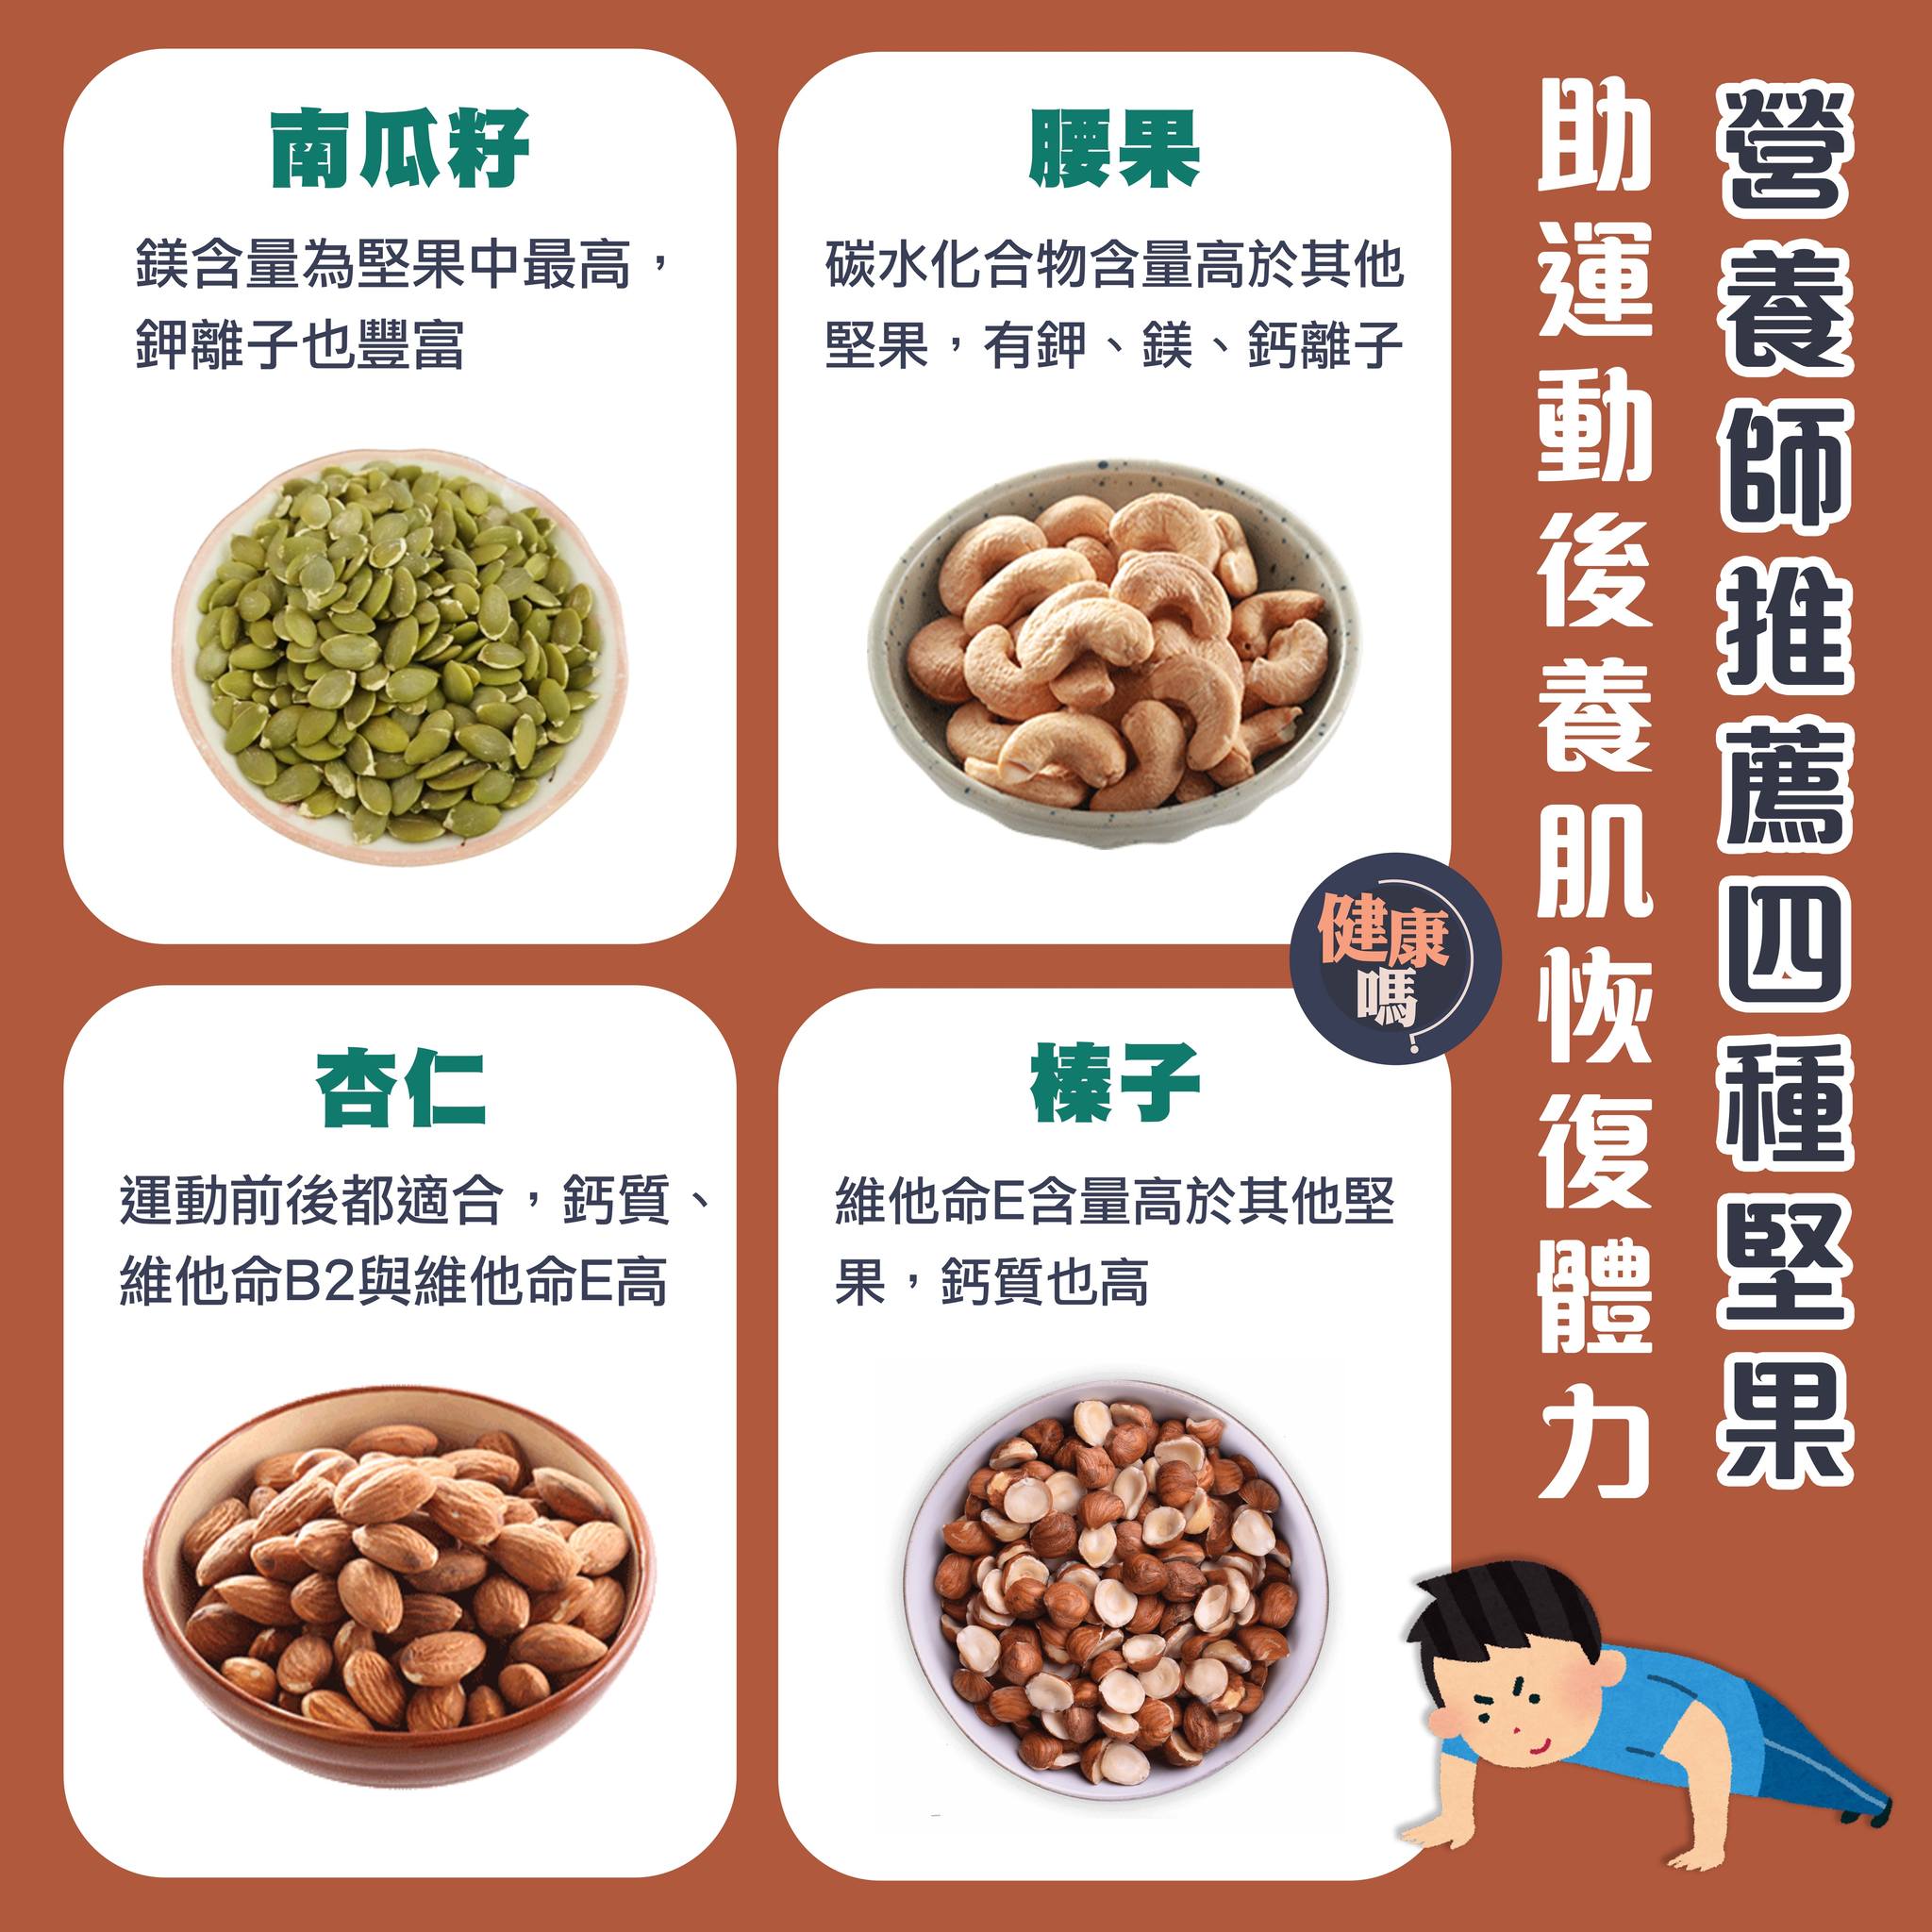 營養師推薦四種堅果
助運動後養肌恢復體力
南瓜籽
鎂含量為堅果中最高，
鉀離子也豐富
腰果
碳水化合物含量高於其他
堅果，有鉀、鎂、鈣離子
健康
嗎?
杏仁
運動前後都適合，鈣質、
維他命B2與維他命E高
榛子
維他命E含量高於其他堅
果，鈣質也高